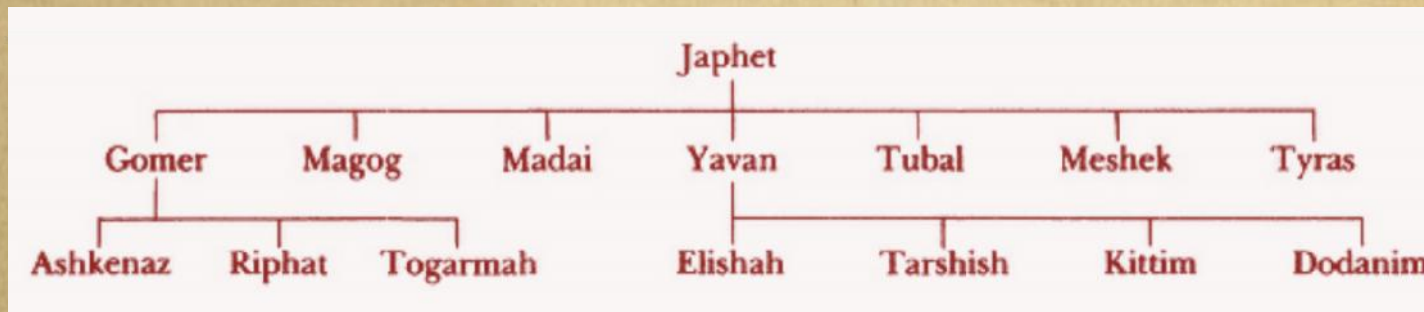 Japhet
Gomer Magog Madai Yavan Tubal Meshek Tyras
Ashkenaz Riphat Togarmah Elishah Tarshish Kittim Dodanim